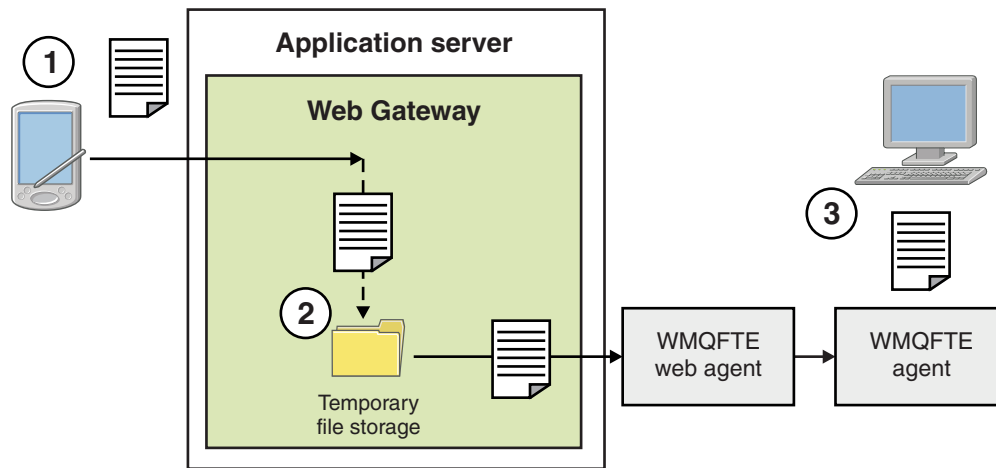 1
Application server
Web Gateway
3
2
WMQFTE
web agent
WMQFTE
agent
Temporary
file storage